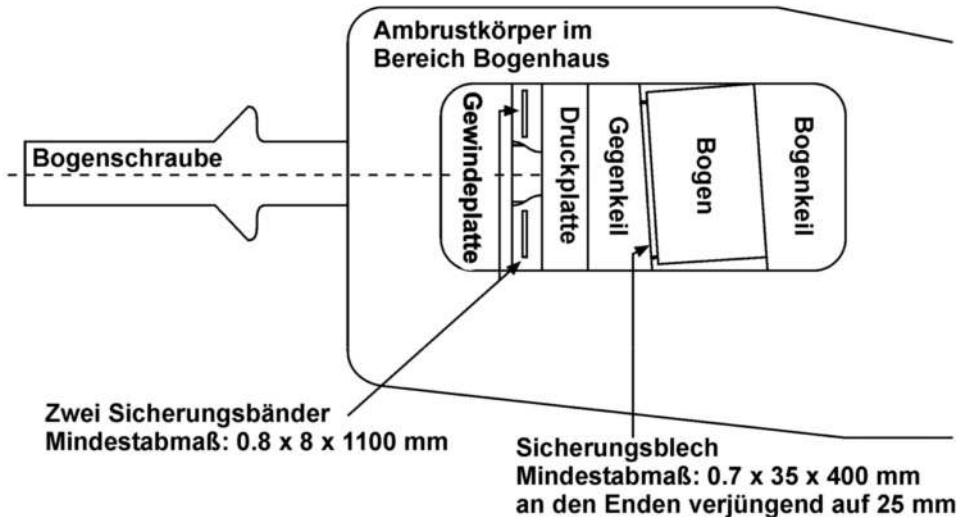 Ambrustkörper im
Bereich Bogenhaus
Bogenschraube
Gewindeplatte
Druckplatte
Gegenkeil
Bogen
Bogenkeil
Zwei Sicherungsbänder
Mindestabmaß: 0.8 x 8 x 1100 mm
Sicherungsblech
Mindestabmaß: 0.7 x 35 x 400 mm
an den Enden verjüngend auf 25 mm